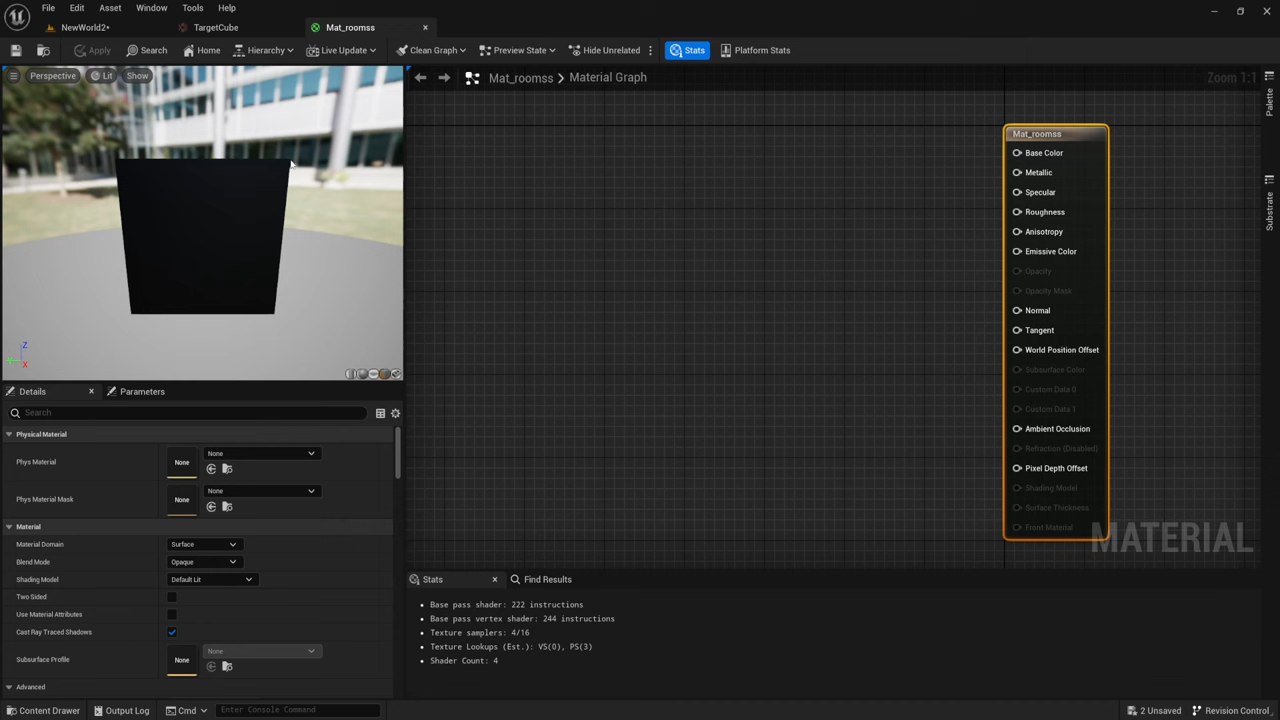 File Edit Asset Window Tools Help
NewWorld2* TargetCube Mat_roomss
Apply Search Home Hierarchy Live Update Clean Graph Preview State Hide Unrelated Stats Platform Stats
Perspective Lit Show
Mat_roomss > Material Graph Zoom 1:1
Palette
Substrate
Mat_roomss
Base Color
Metallic
Specular
Roughness
Anisotropy
Emissive Color
Opacity
Opacity Mask
Normal
Tangent
World Position Offset
Subsurface Color
Custom Data 0
Custom Data 1
Ambient Occlusion
Refraction (Disabled)
Pixel Depth Offset
Shading Model
Surface Thickness
Front Material
MATERIAL
Z
X
Details Parameters
Search
Physical Material
Phys Material None None
Phys Material Mask None None
Material
Material Domain Surface
Blend Mode Opaque
Shading Model Default Lit
Two Sided
Use Material Attributes
Cast Ray Traced Shadows
Subsurface Profile None None
Advanced
Stats Find Results
Base pass shader: 222 instructions
Base pass vertex shader: 244 instructions
Texture samplers: 4/16
Texture Lookups (Est.): VS(0), PS(3)
Shader Count: 4
Content Drawer Output Log Cmd Enter Console Command 2 Unsaved Revision Control